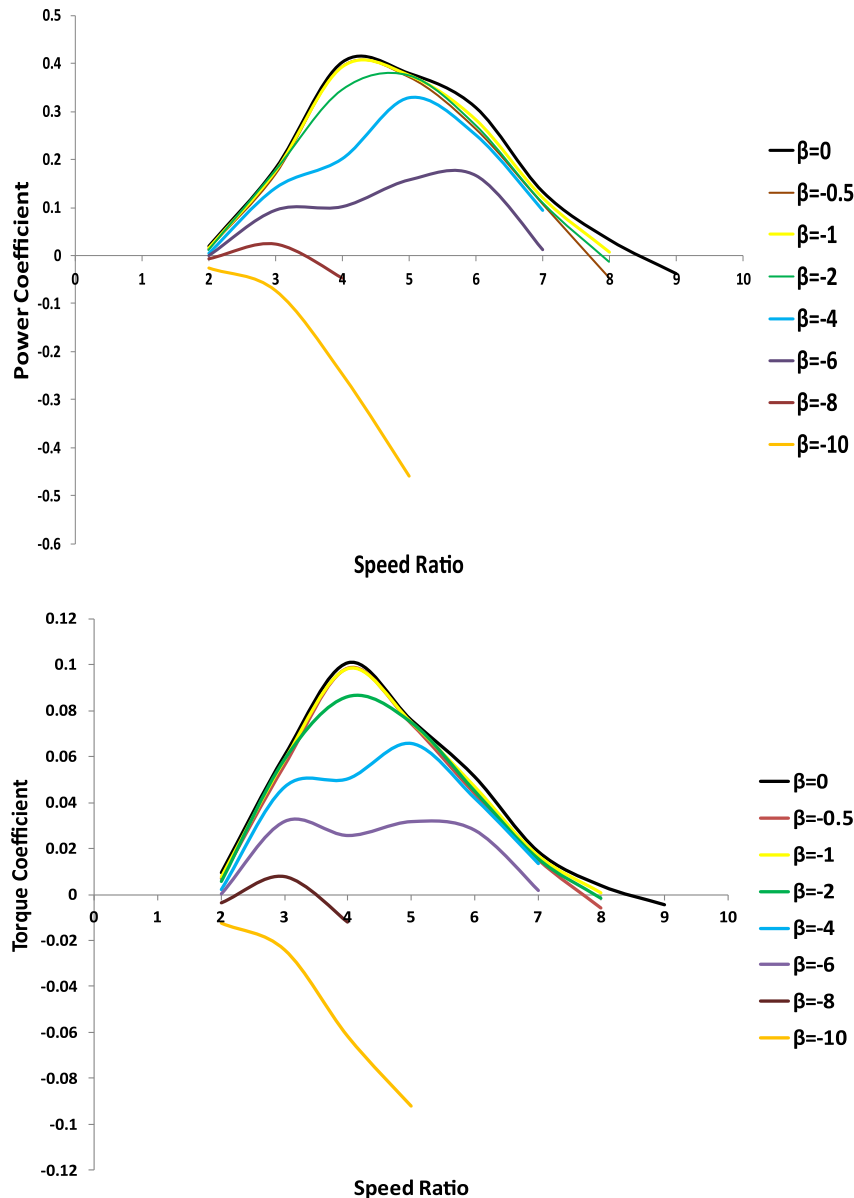 0.5
0.4
0.3
0.2
0.1
0
-0.1
-0.2
-0.3
-0.4
-0.5
-0.6
0 1 2 3 4 5 6 7 8 9 10
Power Coefficient
Speed Ratio
β=0
β=-0.5
β=-1
β=-2
β=-4
β=-6
β=-8
β=-10
0.12
0.1
0.08
0.06
0.04
0.02
0
-0.02
-0.04
-0.06
-0.08
-0.1
-0.12
0 1 2 3 4 5 6 7 8 9 10
Torque Coefficient
Speed Ratio
β=0
β=-0.5
β=-1
β=-2
β=-4
β=-6
β=-8
β=-10